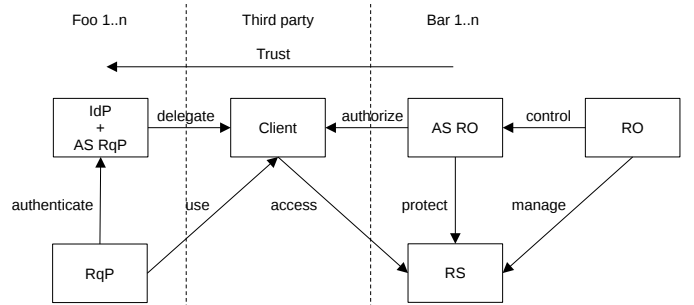 Foo 1..n
Third party
Bar 1..n
Trust
IdP
+
AS RqP
delegate
Client
authorize
AS RO
control
RO
authenticate
use
access
protect
manage
RqP
RS